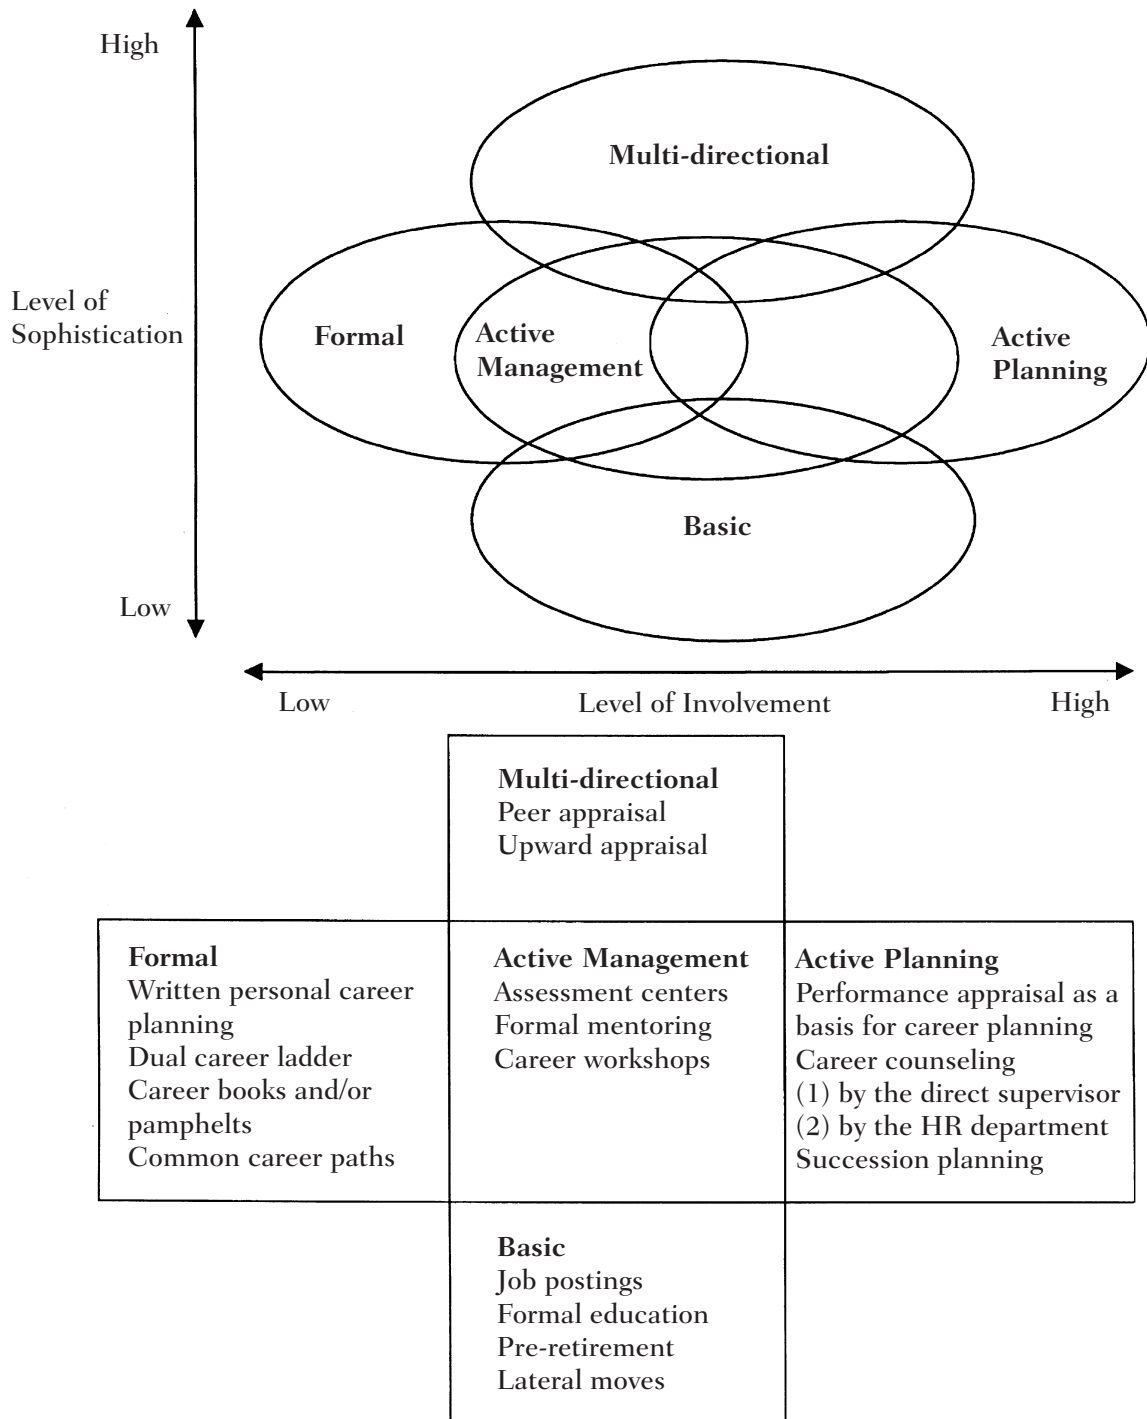 High
Multi-directional
Level of
Sophistication
Formal
Active
Management
Active
Planning
Basic
Low
Low
Level of Involvement
High
Multi-directional
Peer appraisal
Upward appraisal
Formal
Written personal career
planning
Dual career ladder
Career books and/or
pamphelts
Common career paths
Active Management
Assessment centers
Formal mentoring
Career workshops
Active Planning
Performance appraisal as a
basis for career planning
Career counseling
(1) by the direct supervisor
(2) by the HR department
Succession planning
Basic
Job postings
Formal education
Pre-retirement
Lateral moves